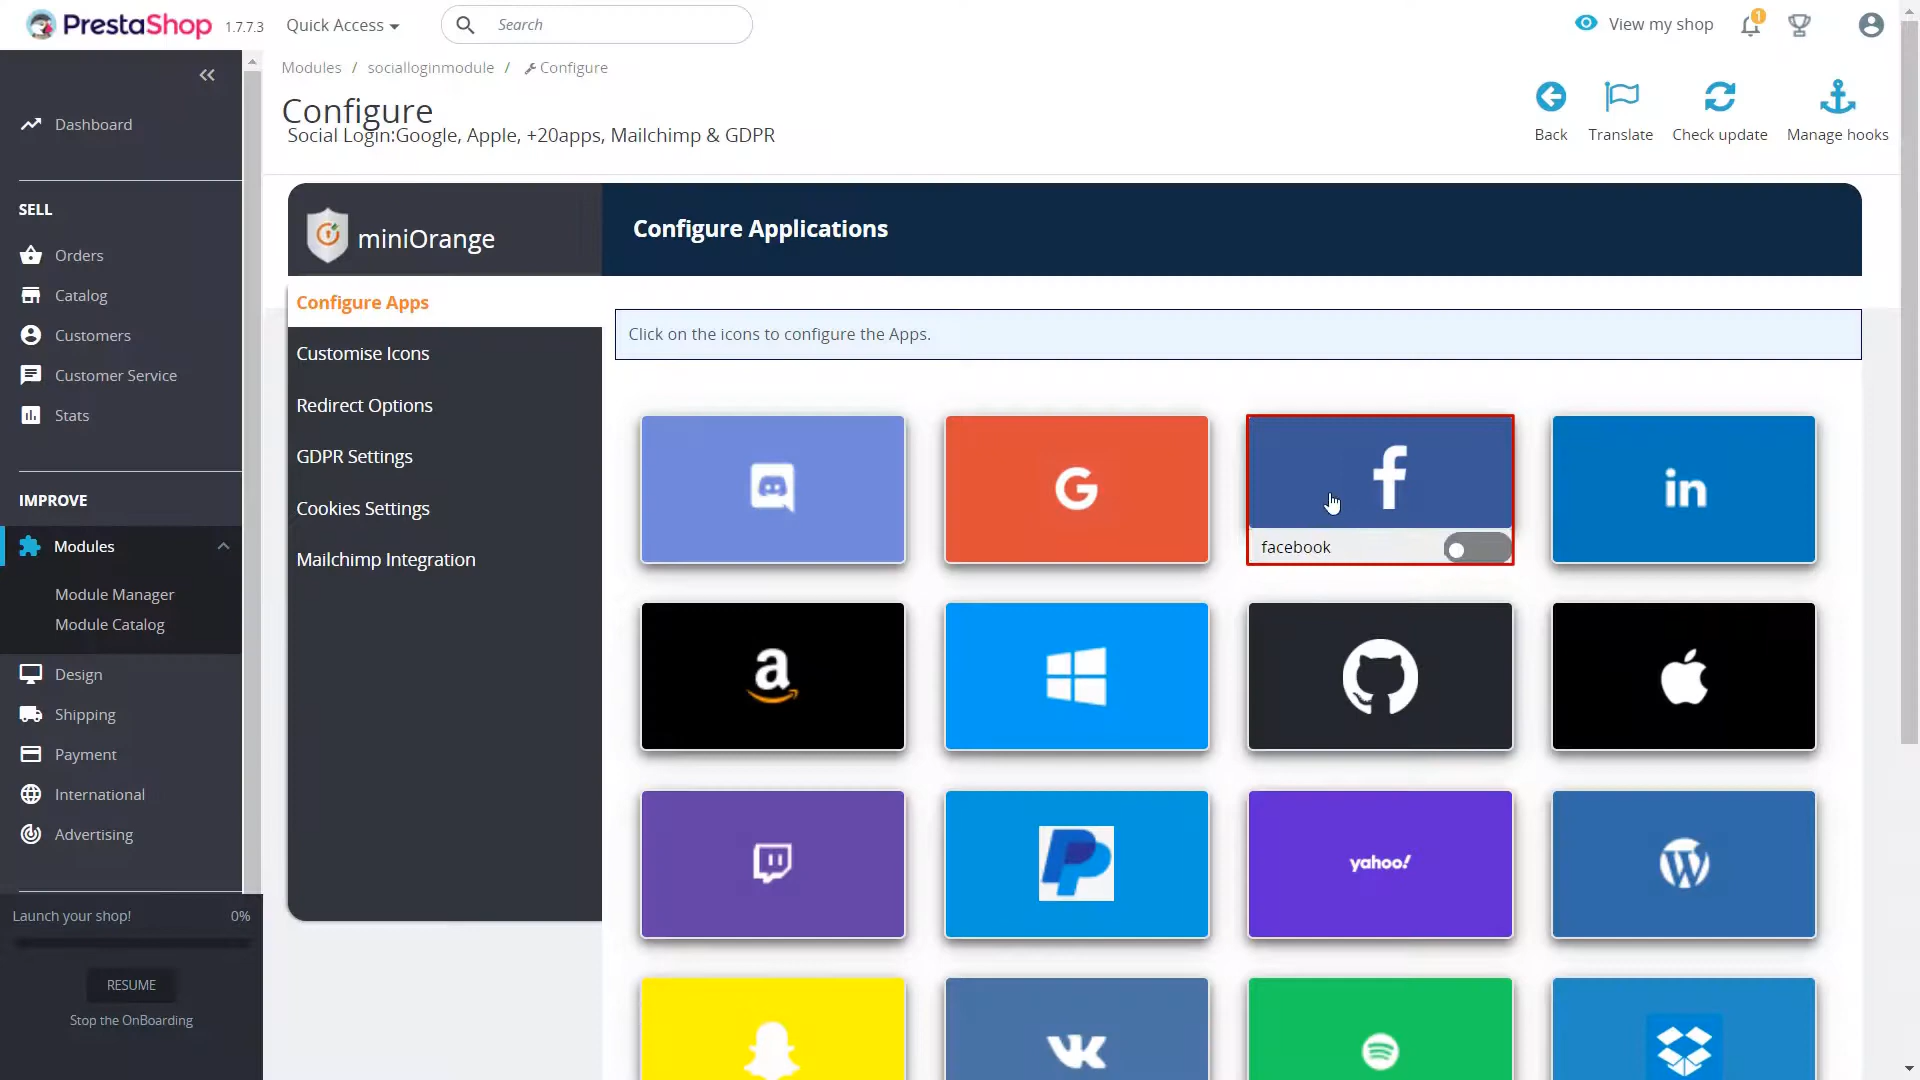 PrestaShop 1.7.7.3 Quick Access Search View my shop 1
Modules / socialloginmodule / Configure
Configure
Social Login:Google, Apple, +20apps, Mailchimp & GDPR
Back Translate Check update Manage hooks
Dashboard
SELL
Orders
Catalog
Customers
Customer Service
Stats
IMPROVE
Modules
Module Manager
Module Catalog
Design
Shipping
Payment
International
Advertising
Launch your shop! 0%
RESUME
Stop the OnBoarding
miniOrange
Configure Apps
Customise Icons
Redirect Options
GDPR Settings
Cookies Settings
Mailchimp Integration
Configure Applications
Click on the icons to configure the Apps.
G
f
in
facebook
a
P
yahoo!
W
VK